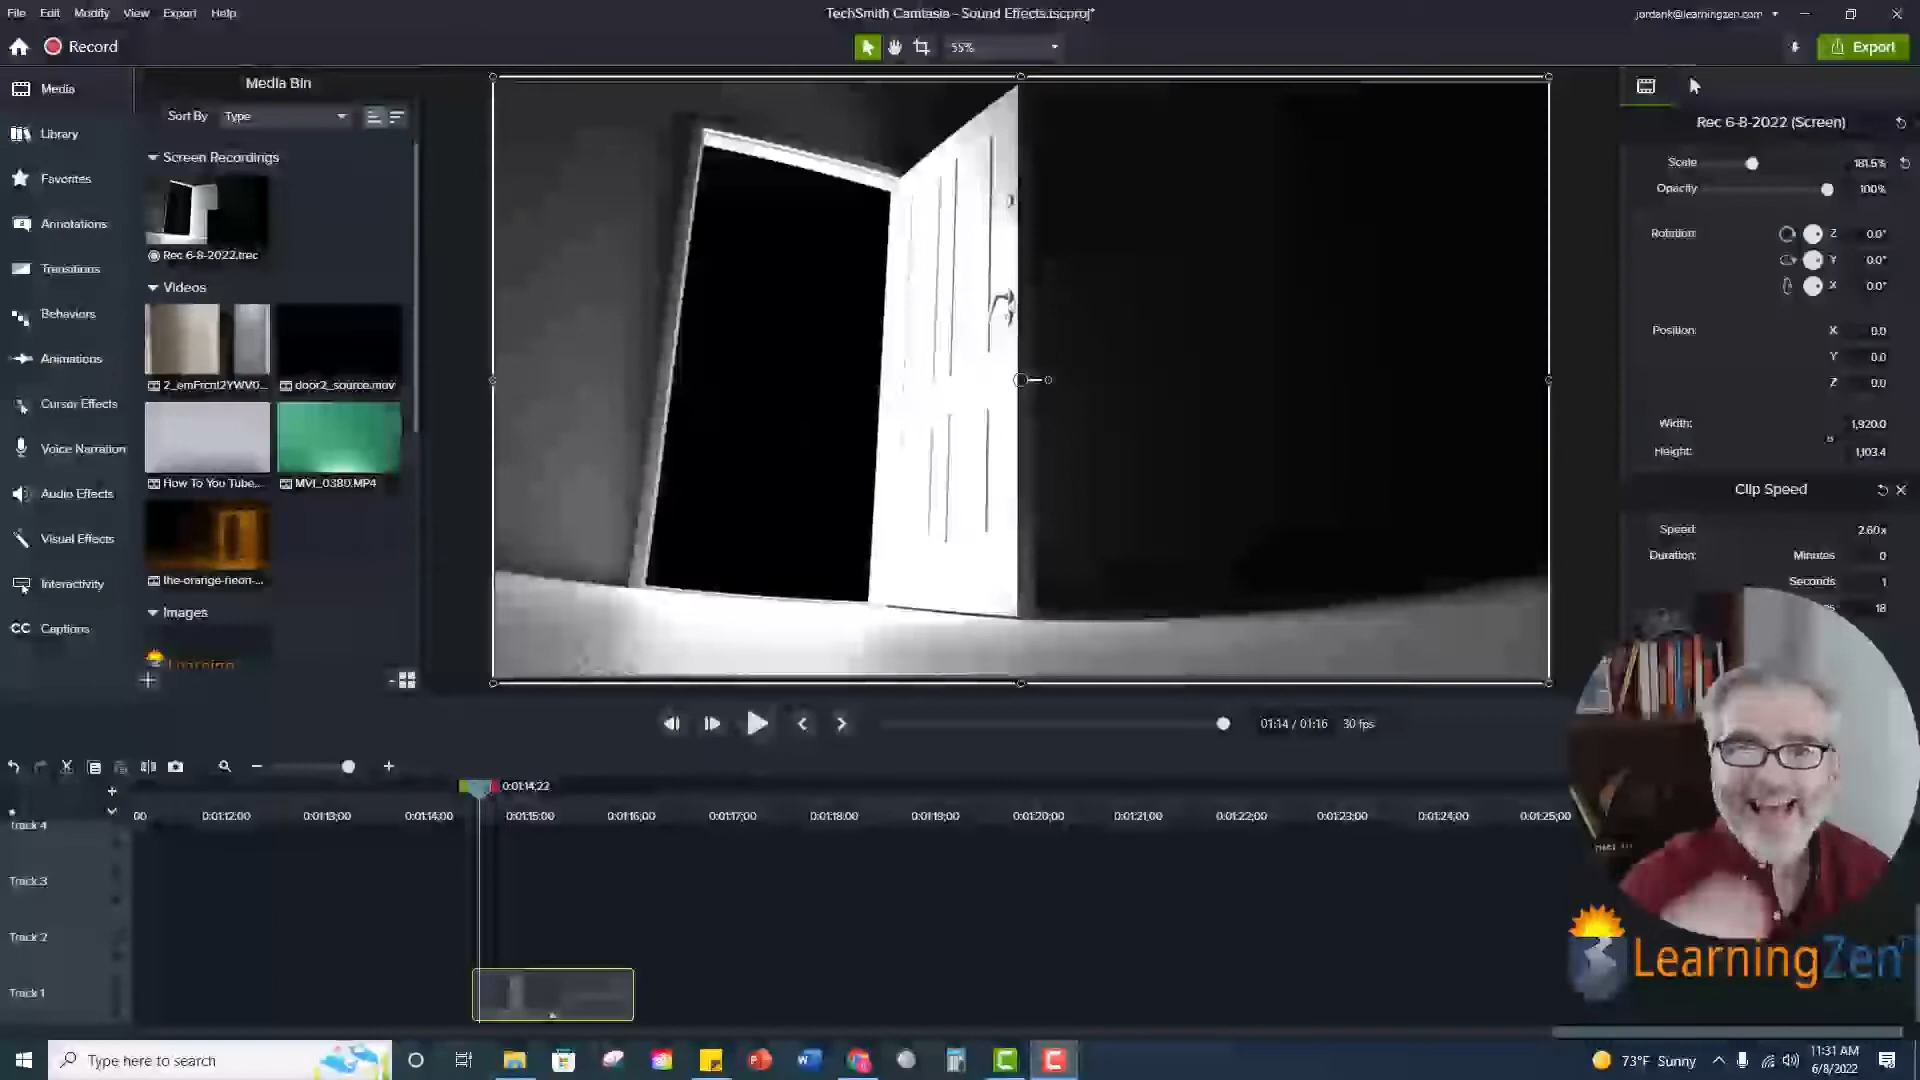 File Edit Modify View Export Help
TechSmith Camtasia - Sound Effects.tscproj*
jordank@learningzen.com
Record
55%
Export
Media
Library
Favorites
Annotations
Transitions
Behaviors
Animations
Cursor Effects
Voice Narration
Audio Effects
Visual Effects
Interactivity
CC Captions
Media Bin
Sort By Type
Screen Recordings
Rec 6-8-2022.trec
Videos
door2_source.mov
How To You Tube...
MVI_0380.MP4
the-orange-neon-...
Images
Learning
Rec 6-8-2022 (Screen)
Scale 181.5%
Opacity 100%
Rotation: Z 0.0°
Y 0.0°
X 0.0°
Position: X 0.0
Y 0.0
Z 0.0
Width: 1,920.0
Height: 1,103.4
Clip Speed
Speed: 2.60x
Duration: Minutes 0
Seconds 1
18
01:14 / 01:16 30 fps
0:01:14;22
00 0:01:12;00 0:01:13;00 0:01:14;00 0:01:15;00 0:01:16;00 0:01:17;00 0:01:18;00 0:01:19;00 0:01:20;00 0:01:21;00 0:01:22;00 0:01:23;00 0:01:24;00 0:01:25;00
Track 4
Track 3
Track 2
Track 1
LearningZen
Type here to search
73°F Sunny
11:31 AM
6/8/2022